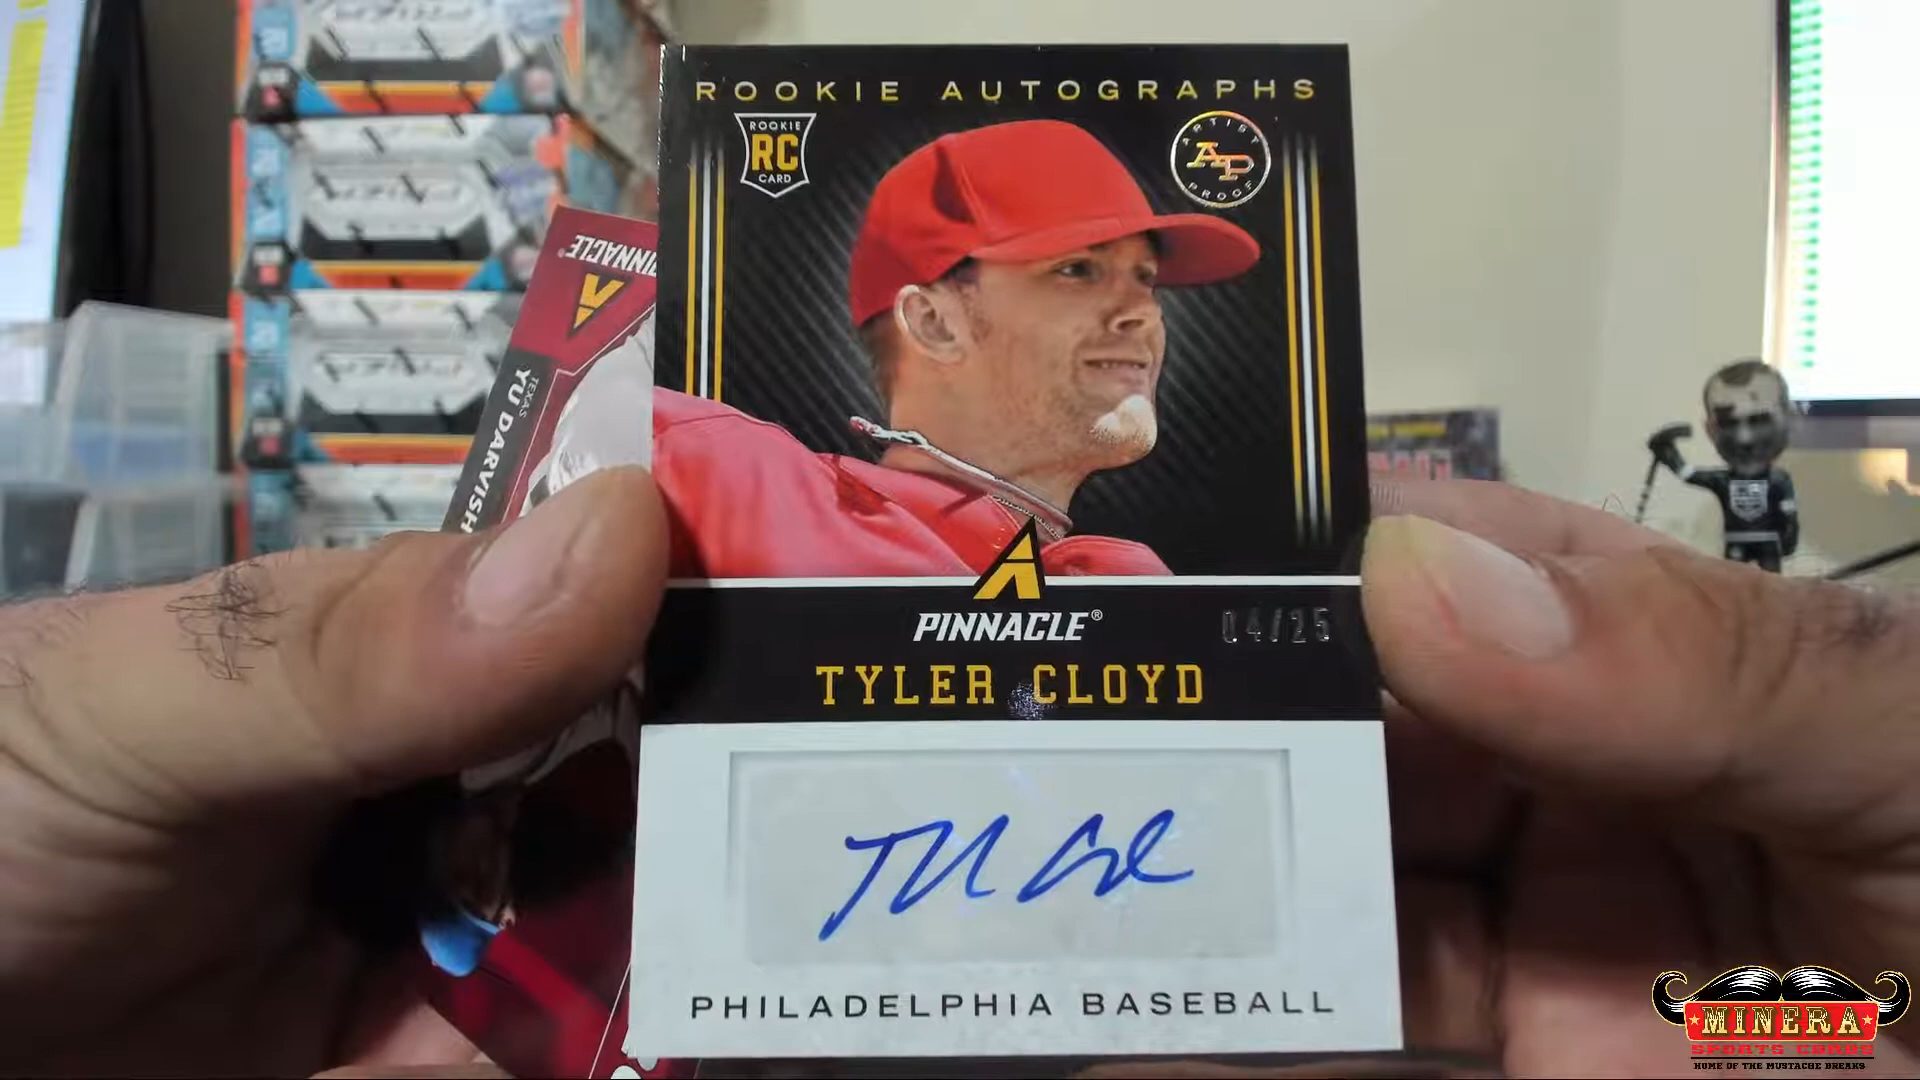 ROOKIE AUTOGRAPHS
ROOKIE
RC
CARD
ARTIST
AP
PROOF
PINNACLE®
TEXAS
YU DARVISH
PINNACLE®
04/25
TYLER CLOYD
PHILADELPHIA BASEBALL
MINERA
SPORTS CARDS
HOME OF THE MUSTACHE BREAKS